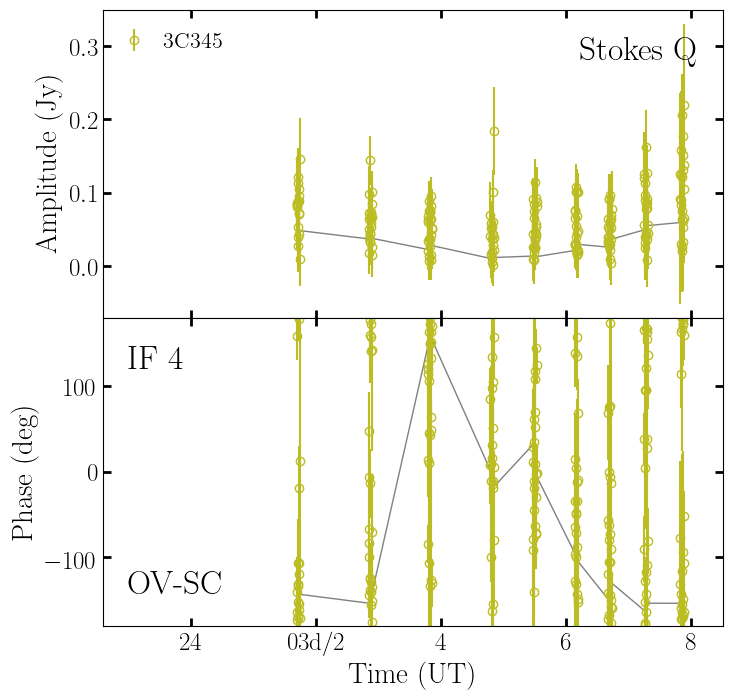 3C345
Stokes Q
0.3
0.2
0.1
0.0
Amplitude (Jy)
IF 4
100
0
−100
Phase (deg)
OV-SC
24 03d/2 4 6 8
Time (UT)